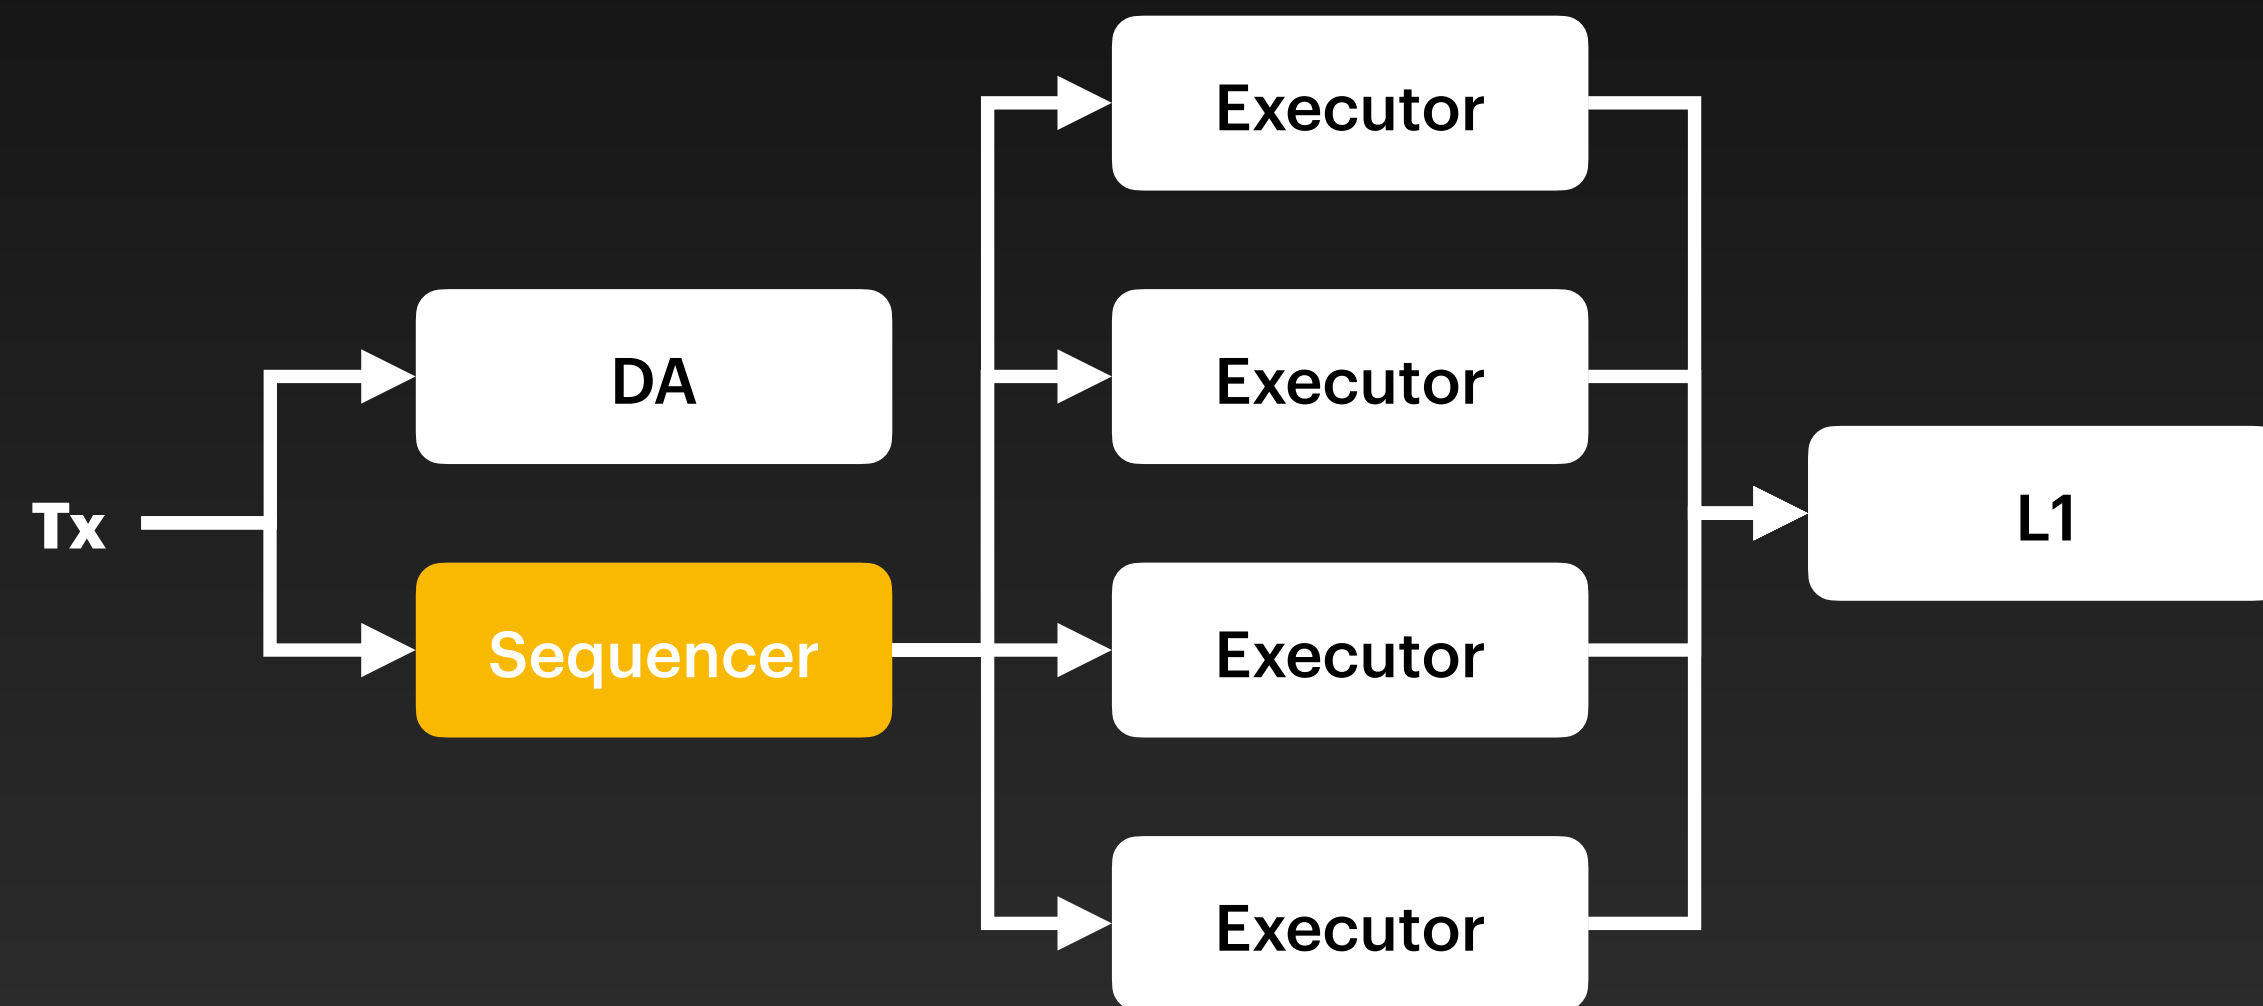 Tx
DA
Sequencer
Executor
Executor
Executor
Executor
L1